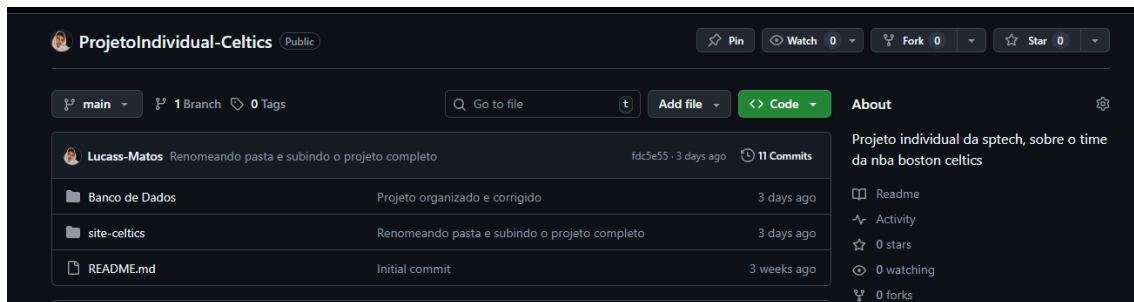 ProjetoIndividual-Celtics Public Pin Watch 0 Fork 0 Star 0
main 1 Branch 0 Tags Go to file t Add file Code
Lucass-Matos Renomeando pasta e subindo o projeto completo fdc5e55 · 3 days ago 11 Commits
Banco de Dados Projeto organizado e corrigido 3 days ago
site-celtics Renomeando pasta e subindo o projeto completo 3 days ago
README.md Initial commit 3 weeks ago
About
Projeto individual da sptech, sobre o time
da nba boston celtics
Readme
Activity
0 stars
0 watching
0 forks